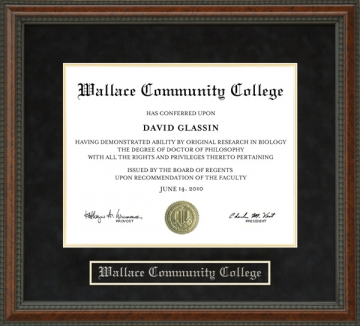 Wallace Community College
HAS CONFERRED UPON
DAVID GLASSIN
HAVING DEMONSTRATED ABILITY BY ORIGINAL RESEARCH IN BIOLOGY
THE DEGREE OF DOCTOR OF PHILOSOPHY
WITH ALL THE RIGHTS AND PRIVILEGES THERETO PERTAINING
ISSUED BY THE BOARD OF REGENTS
UPON RECOMMENDATION OF THE FACULTY
JUNE 14, 2010
PROVOST
PRESIDENT
Wallace Community College